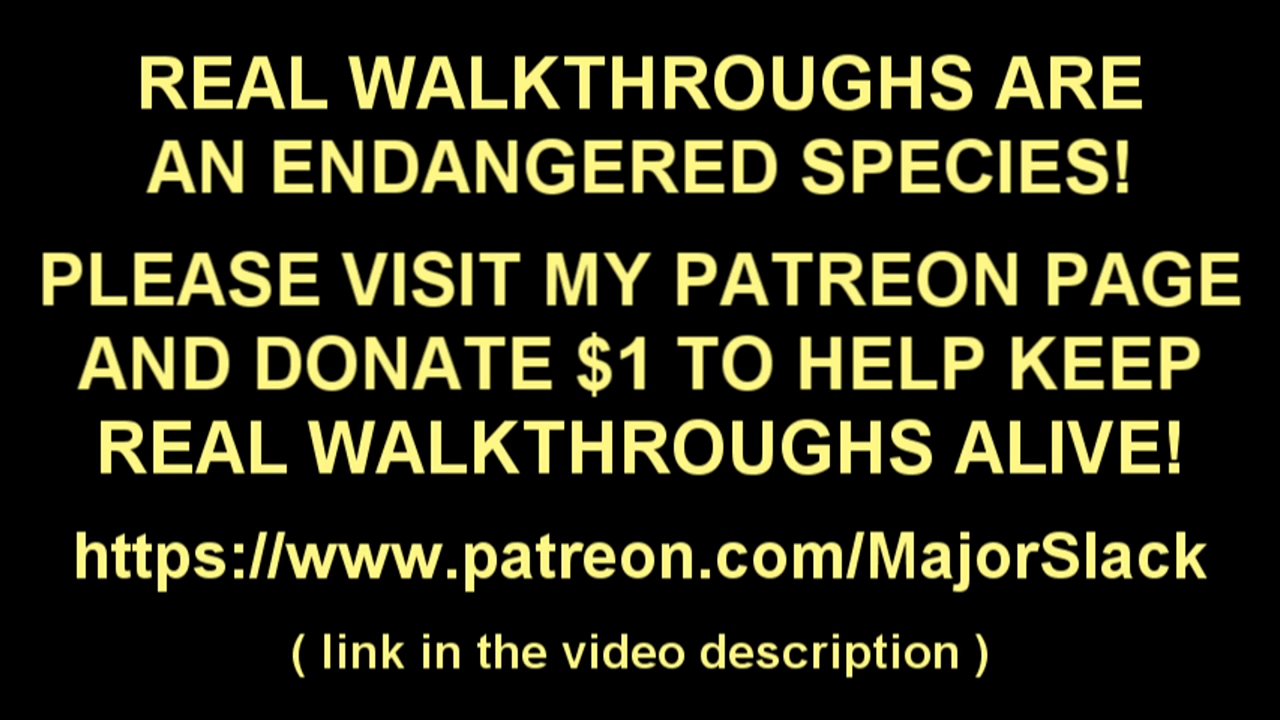 REAL WALKTHROUGHS ARE
AN ENDANGERED SPECIES!
PLEASE VISIT MY PATREON PAGE
AND DONATE $1 TO HELP KEEP
REAL WALKTHROUGHS ALIVE!
https://www.patreon.com/MajorSlack
( link in the video description )